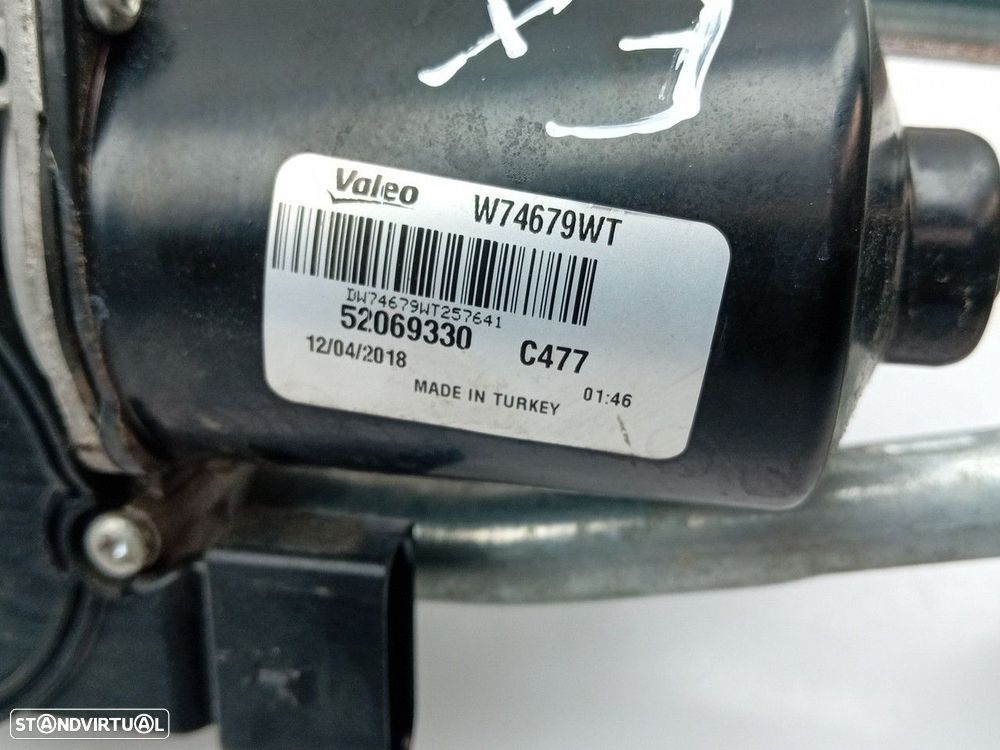 Valeo
W74679WT
DW74679WT257641
52069330
C477
12/04/2018
01:46
MADE IN TURKEY
STANDVIRTUAL